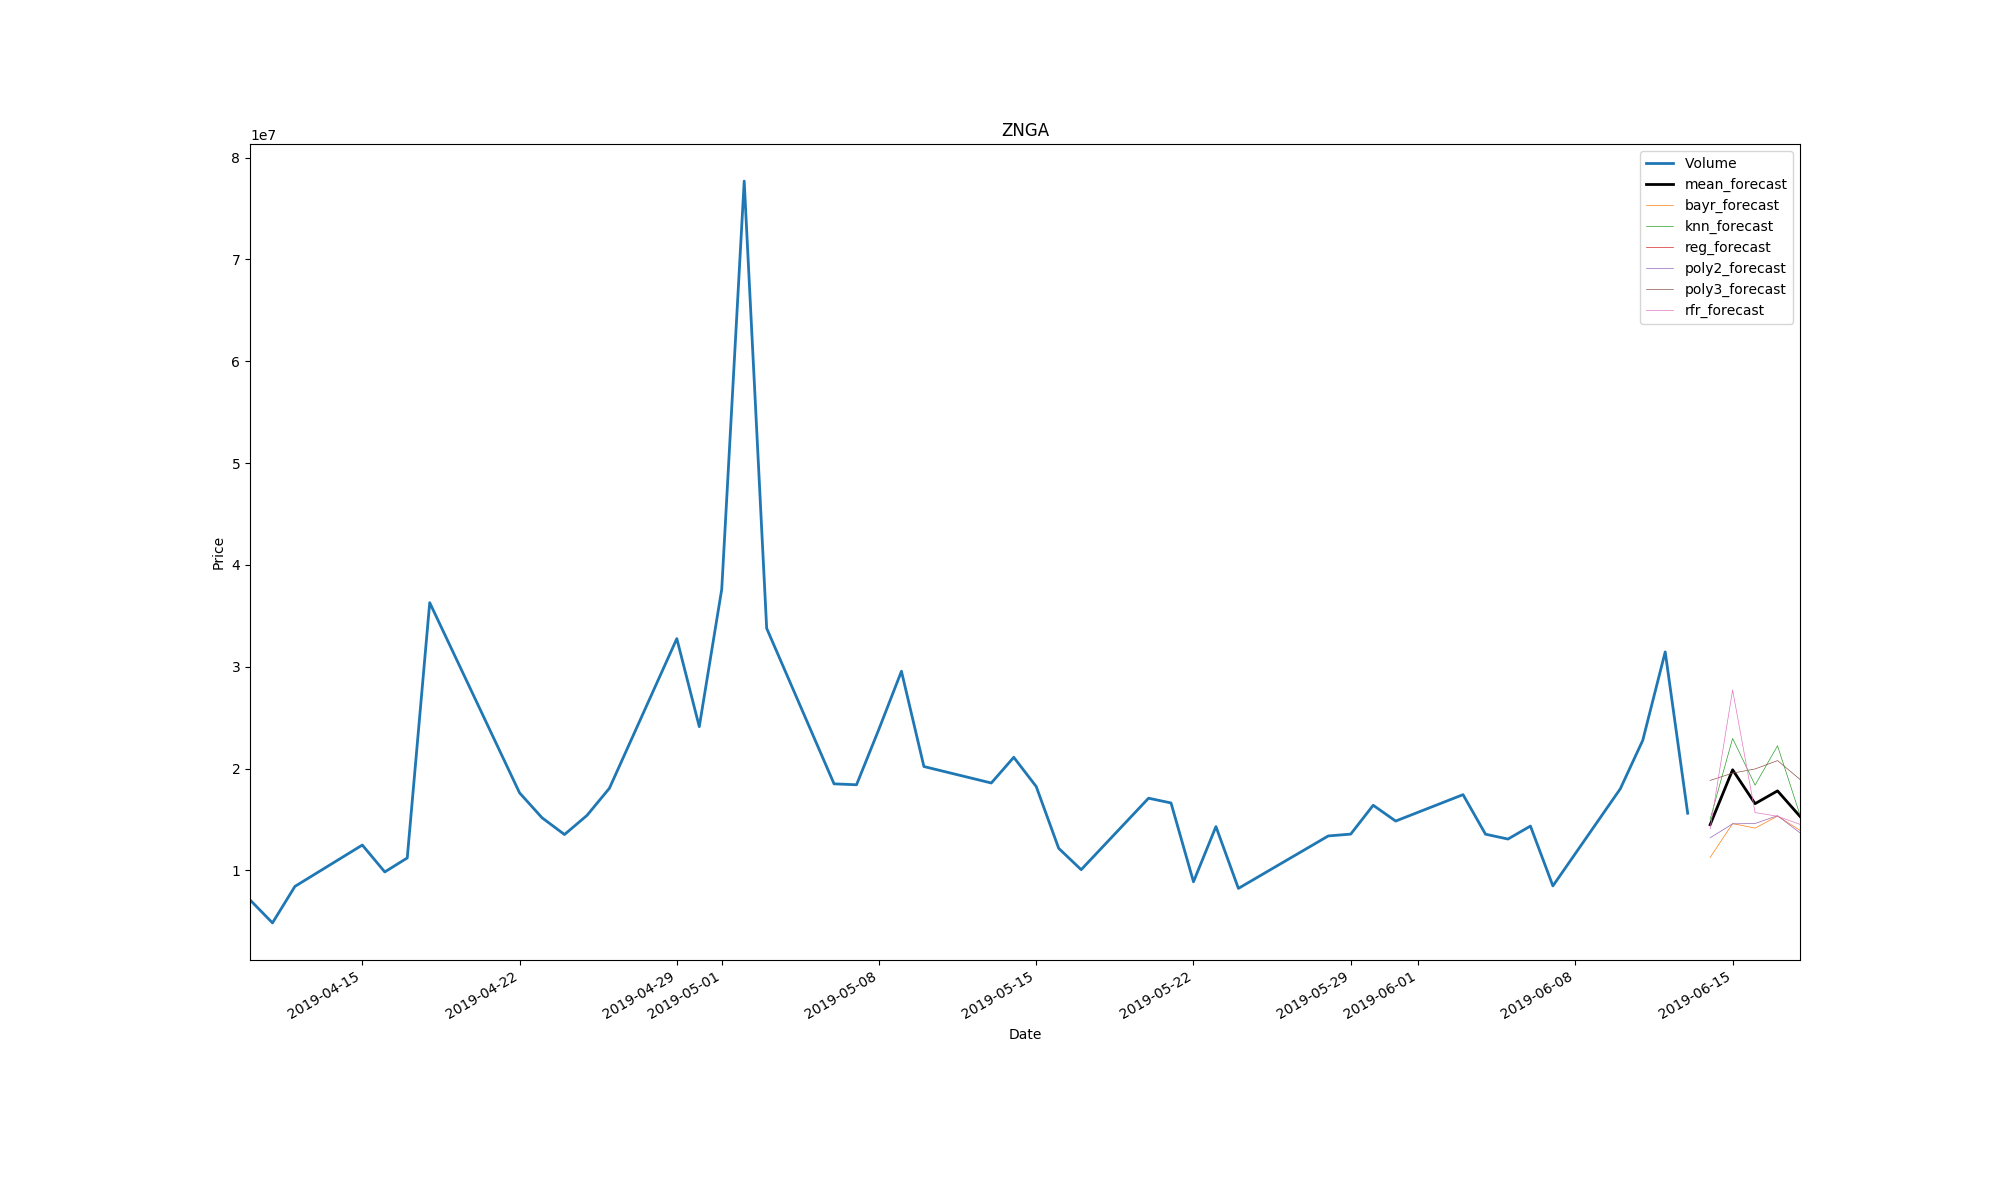 ZNGA
1e7
8
7
6
5
4
3
2
1
Price
Volume
mean_forecast
bayr_forecast
knn_forecast
reg_forecast
poly2_forecast
poly3_forecast
rfr_forecast
2019-04-15
2019-04-22
2019-04-29
2019-05-01
2019-05-08
2019-05-15
2019-05-22
2019-05-29
2019-06-01
2019-06-08
2019-06-15
Date